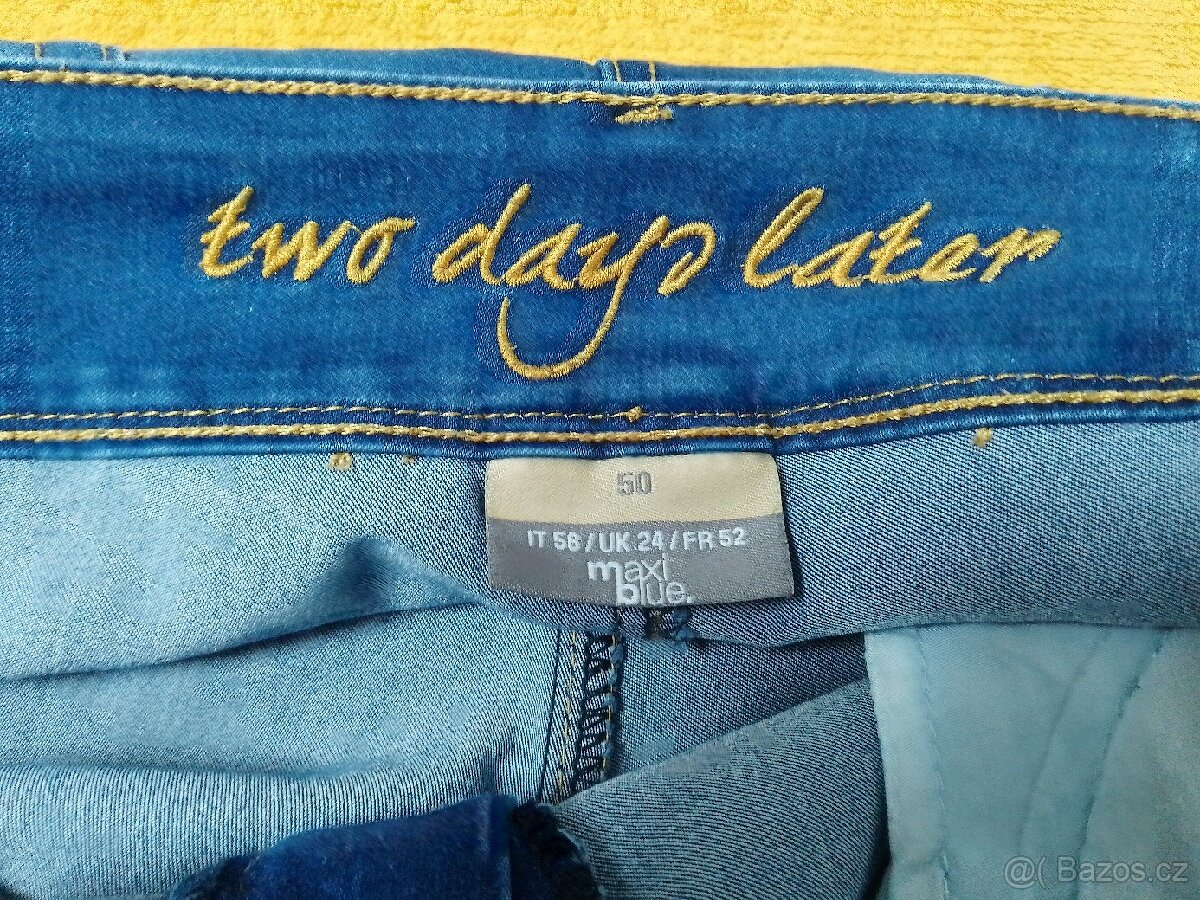 two days later
50
IT 56/UK 24/FR 52
maxi
blue.
@( Bazos.cz